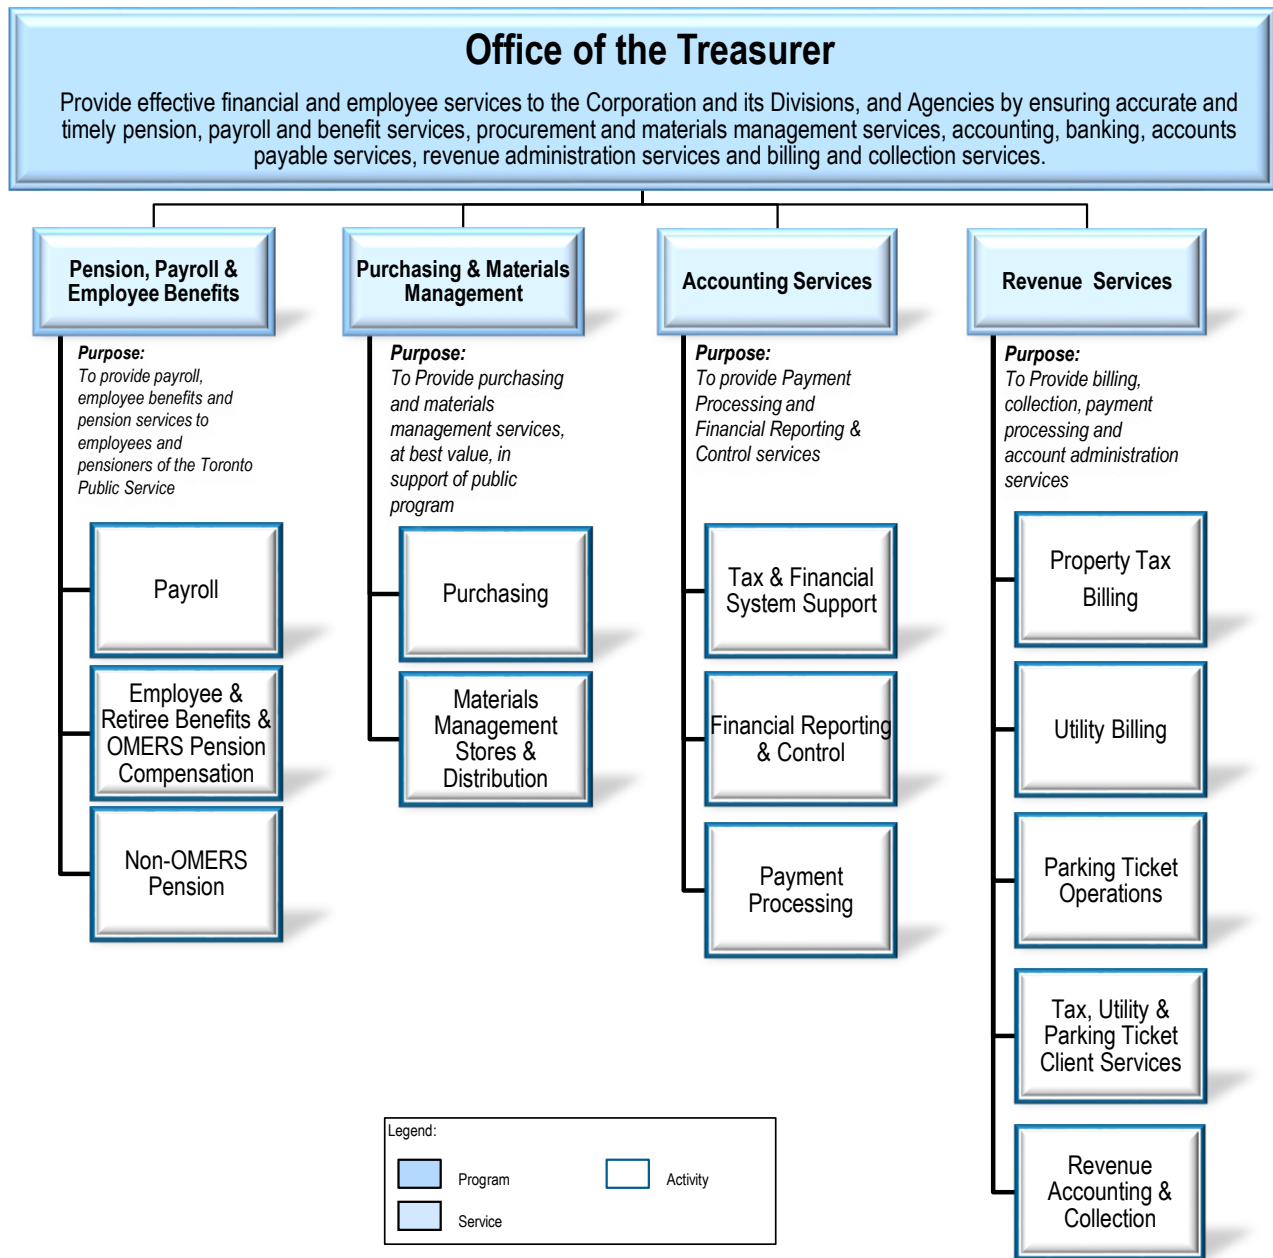 Office of the Treasurer
Provide effective financial and employee services to the Corporation and its Divisions, and Agencies by ensuring accurate and
timely pension, payroll and benefit services, procurement and materials management services, accounting, banking, accounts
payable services, revenue administration services and billing and collection services.
Pension, Payroll &
Employee Benefits
Purpose:
To provide payroll,
employee benefits and
pension services to
employees and
pensioners of the Toronto
Public Service
Payroll
Employee &
Retiree Benefits &
OMERS Pension
Compensation
Non-OMERS
Pension
Purchasing & Materials
Management
Purpose:
To Provide purchasing
and materials
management services,
at best value, in
support of public
program
Purchasing
Materials
Management
Stores &
Distribution
Accounting Services
Purpose:
To provide Payment
Processing and
Financial Reporting &
Control services
Tax & Financial
System Support
Financial Reporting
& Control
Payment
Processing
Revenue Services
Purpose:
To Provide billing,
collection, payment
processing and
account administration
services
Property Tax
Billing
Utility Billing
Parking Ticket
Operations
Tax, Utility &
Parking Ticket
Client Services
Revenue
Accounting &
Collection
Legend:
Program
Activity
Service